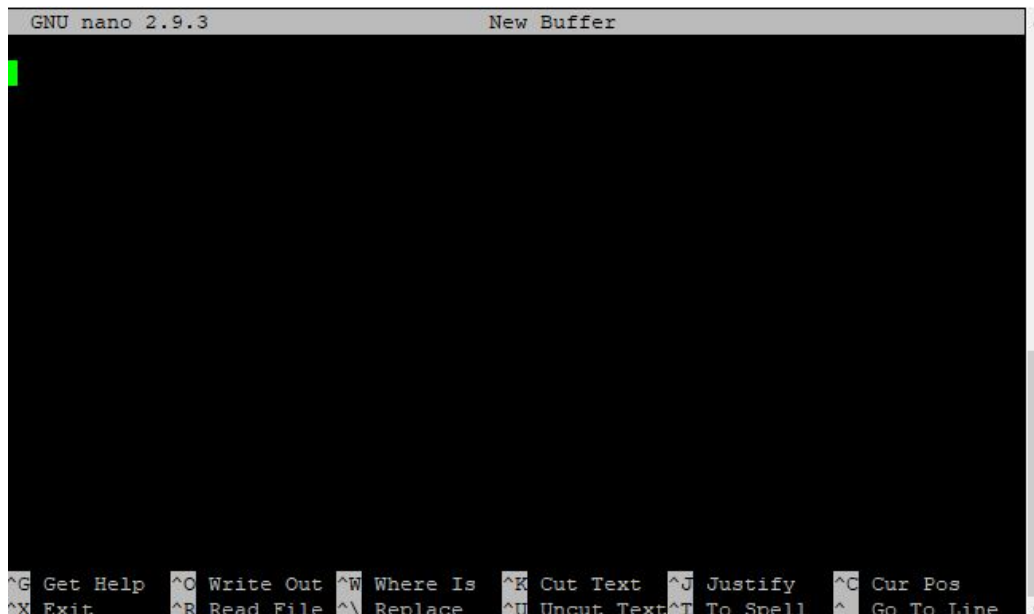 GNU nano 2.9.3 New Buffer
^G Get Help ^O Write Out ^W Where Is ^K Cut Text ^J Justify ^C Cur Pos
^X Exit ^R Read File ^\ Replace ^U Uncut Text ^T To Spell ^ Go To Line